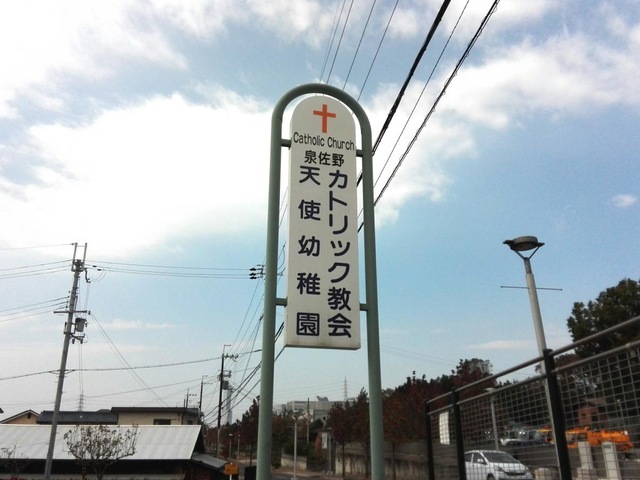 Catholic Church
泉佐野
カトリック教会
天使幼稚園